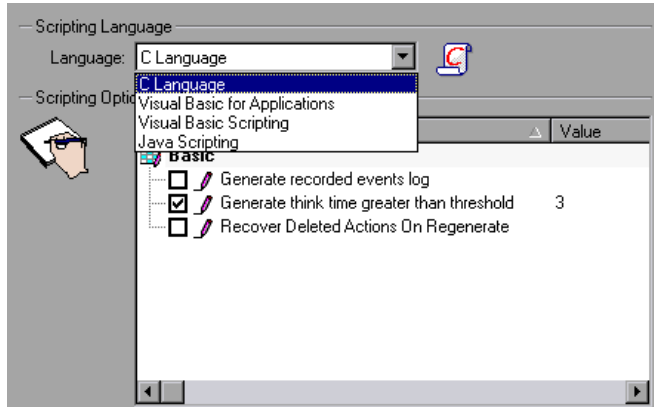 Scripting Language
Language: C Language
C
C Language
Visual Basic for Applications
Visual Basic Scripting
Java Scripting
Scripting Optio
Value
Basic
Generate recorded events log
Generate think time greater than threshold 3
Recover Deleted Actions On Regenerate